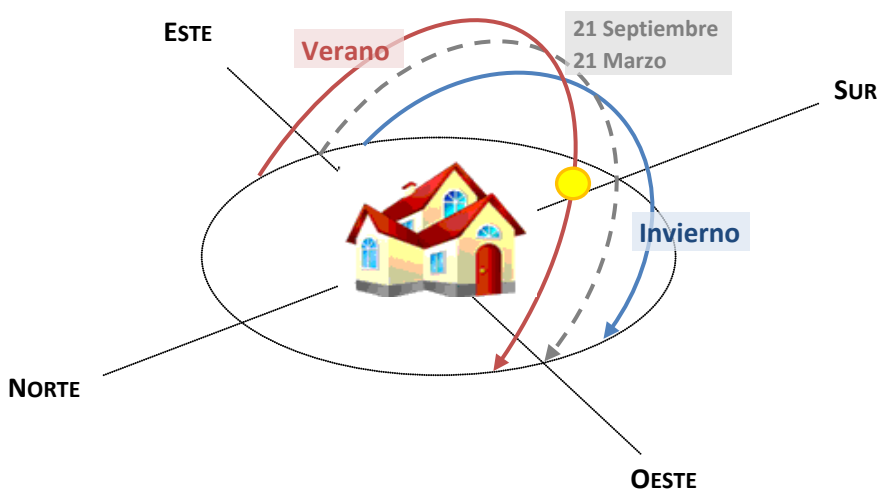 ESTE
Verano
21 Septiembre
21 Marzo
SUR
Invierno
NORTE
OESTE